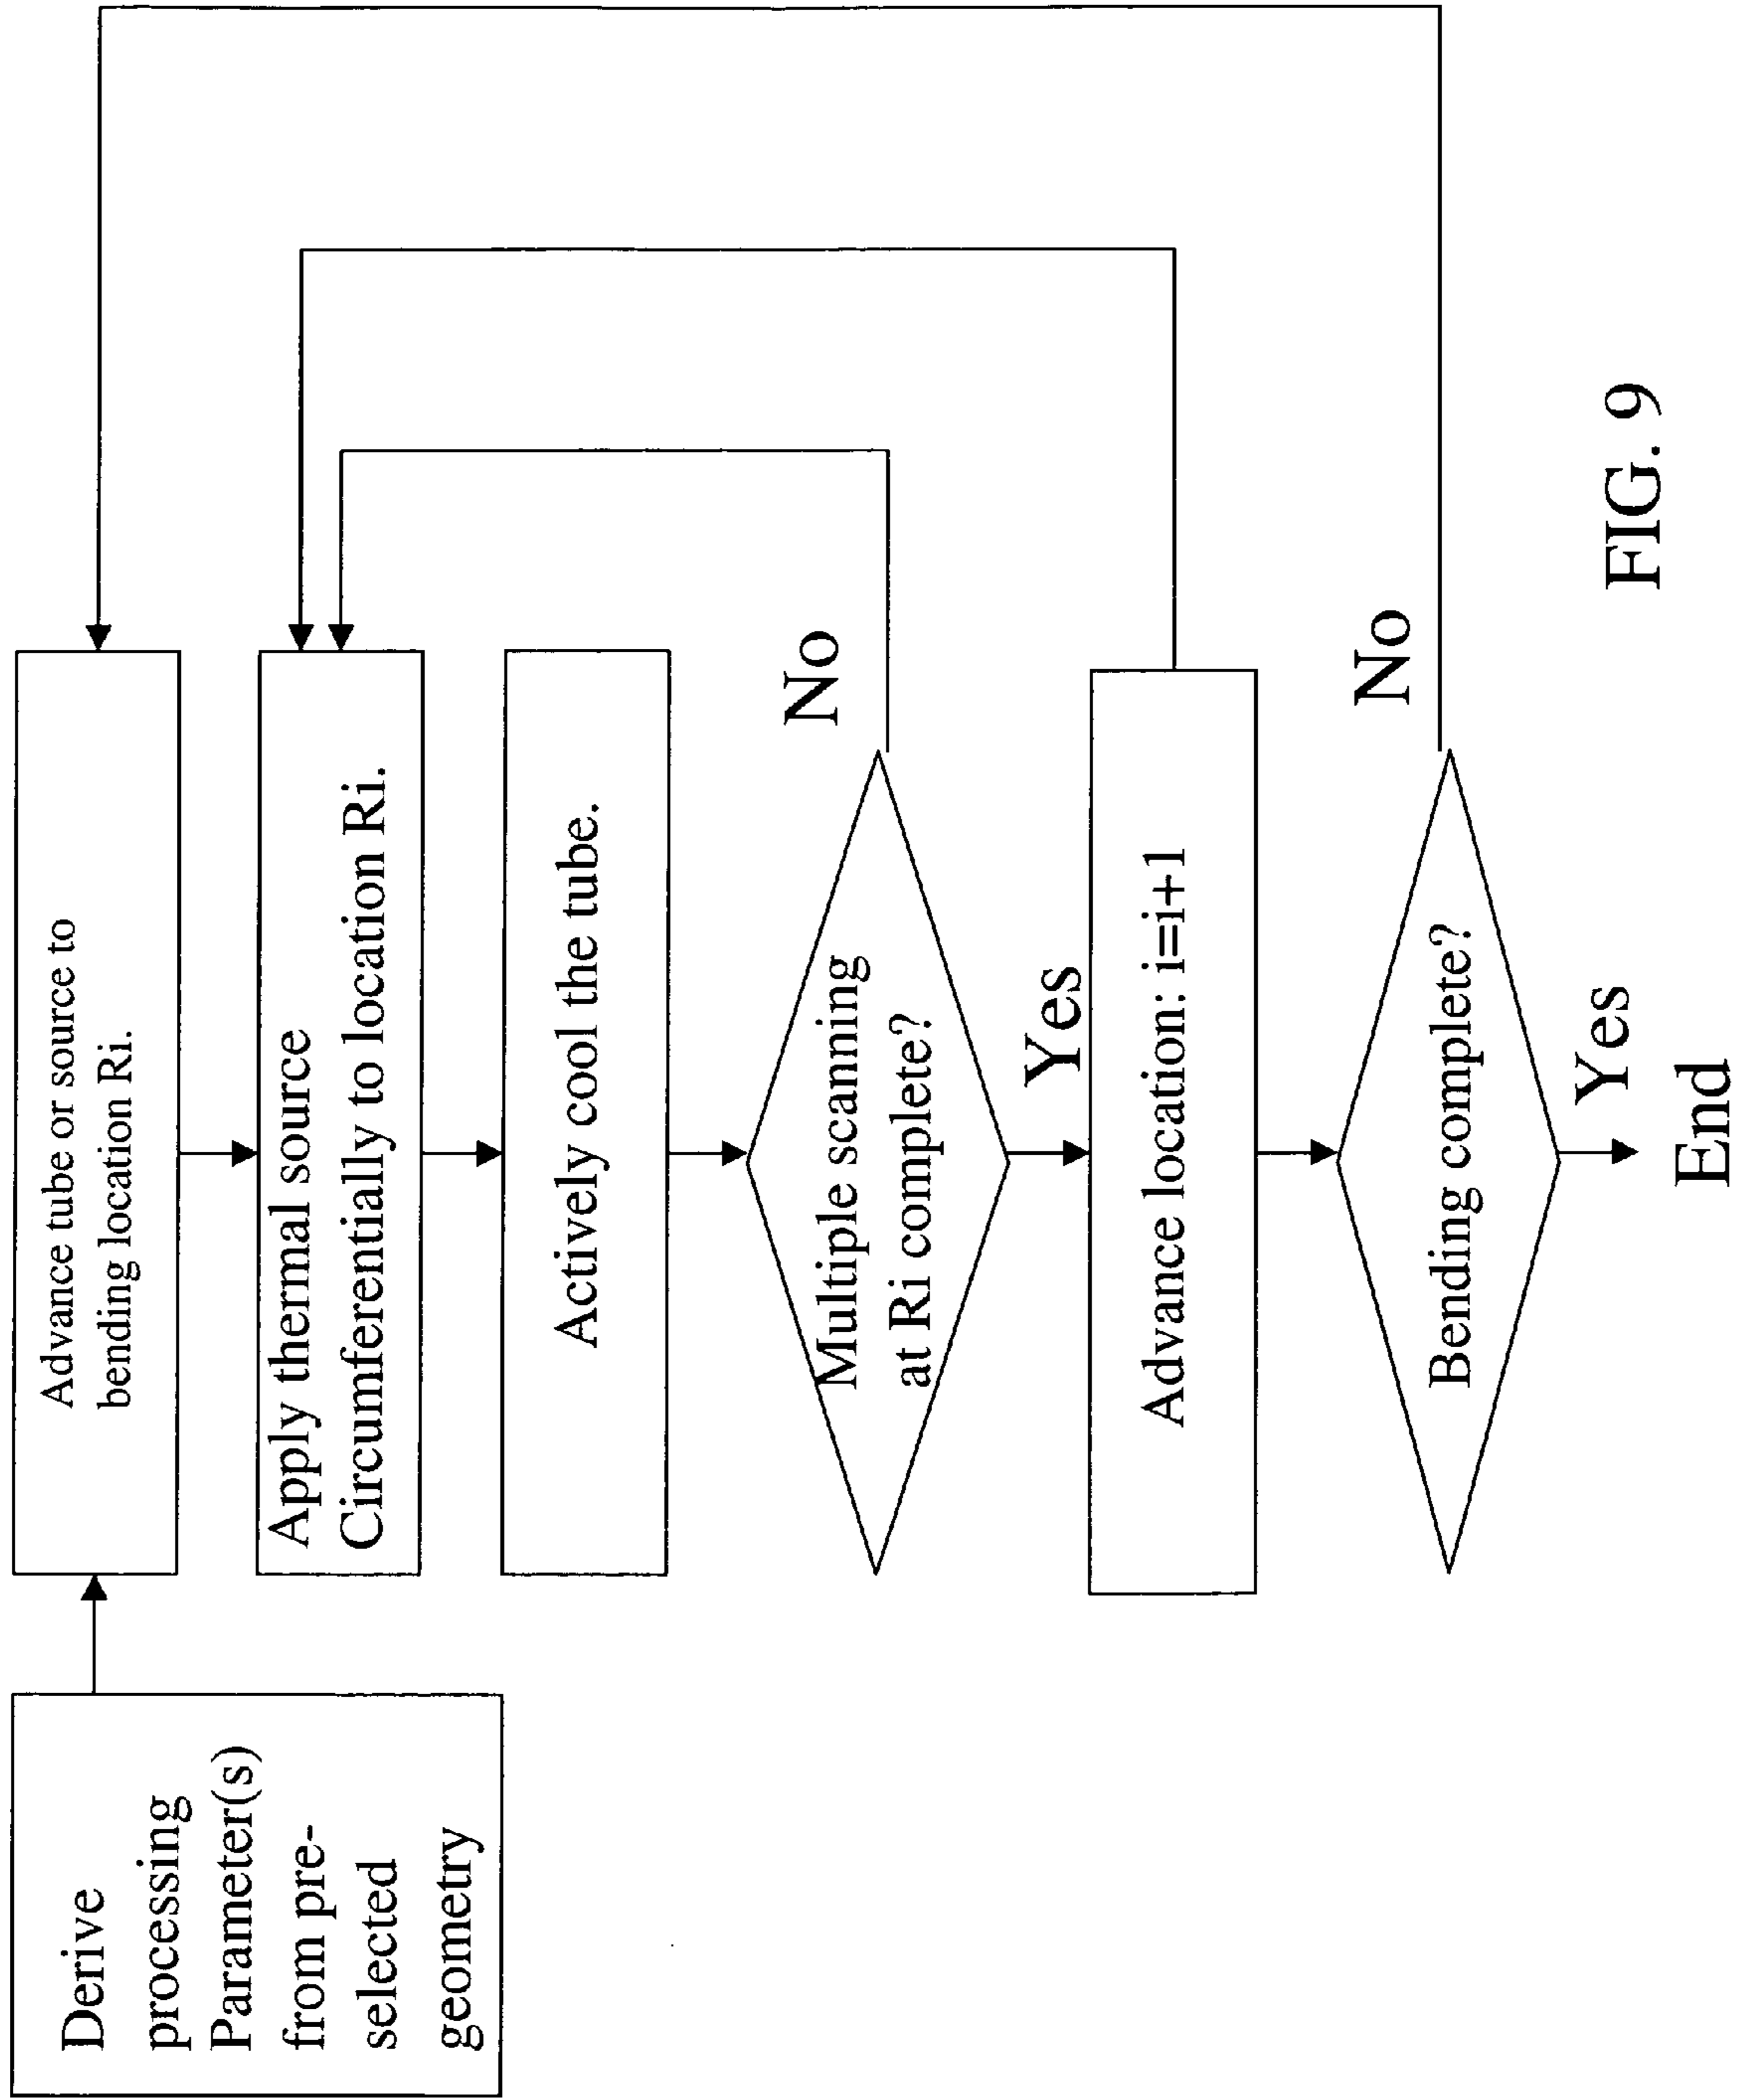 Derive
processing
Parameter(s)
from pre-
selected
geometry
Advance tube or source to
bending location Ri.
Apply thermal source
Circumferentially to location Ri.
Actively cool the tube.
Multiple scanning
at Ri complete?
No
Yes
Advance location: i=i+1
Bending complete?
No
Yes
End
FIG. 9